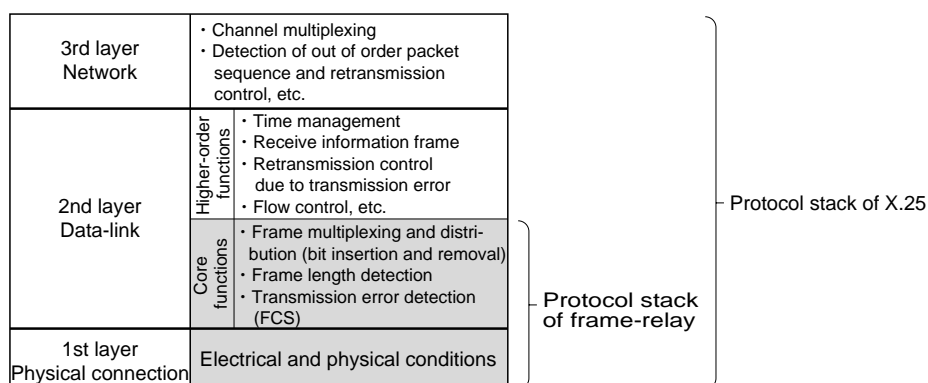 3rd layer
Network
・Channel multiplexing
・Detection of out of order packet
sequence and retransmission
control, etc.
2nd layer
Data-link
Higher-order
functions
・Time management
・Receive information frame
・Retransmission control
due to transmission error
・Flow control, etc.
Core
functions
・Frame multiplexing and distri-
bution (bit insertion and removal)
・Frame length detection
・Transmission error detection
(FCS)
1st layer
Physical connection
Electrical and physical conditions
Protocol stack
of frame-relay
Protocol stack of X.25